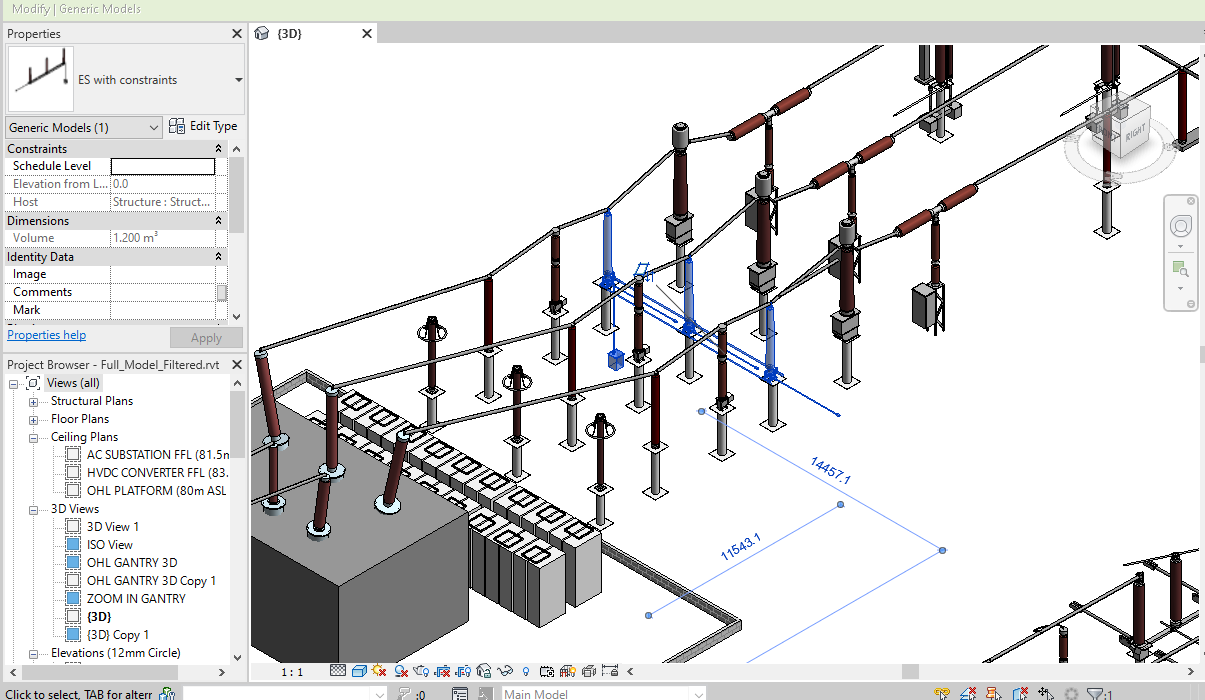 Modify | Generic Models
Properties
{3D}
ES with constraints
Generic Models (1)
Edit Type
Constraints
Schedule Level
Elevation from L... 0.0
Host Structure : Struct...
Dimensions
Volume 1.200 m³
Identity Data
Image
Comments
Mark
Properties help
Apply
Project Browser - Full_Model_Filtered.rvt
Views (all)
Structural Plans
Floor Plans
Ceiling Plans
AC SUBSTATION FFL (81.5m
HVDC CONVERTER FFL (83.
OHL PLATFORM (80m ASL
3D Views
3D View 1
ISO View
OHL GANTRY 3D
OHL GANTRY 3D Copy 1
ZOOM IN GANTRY
{3D}
{3D} Copy 1
Elevations (12mm Circle)
RIGHT
14457.1
11543.1
1 : 1
Click to select, TAB for altern
:0
Main Model
:1